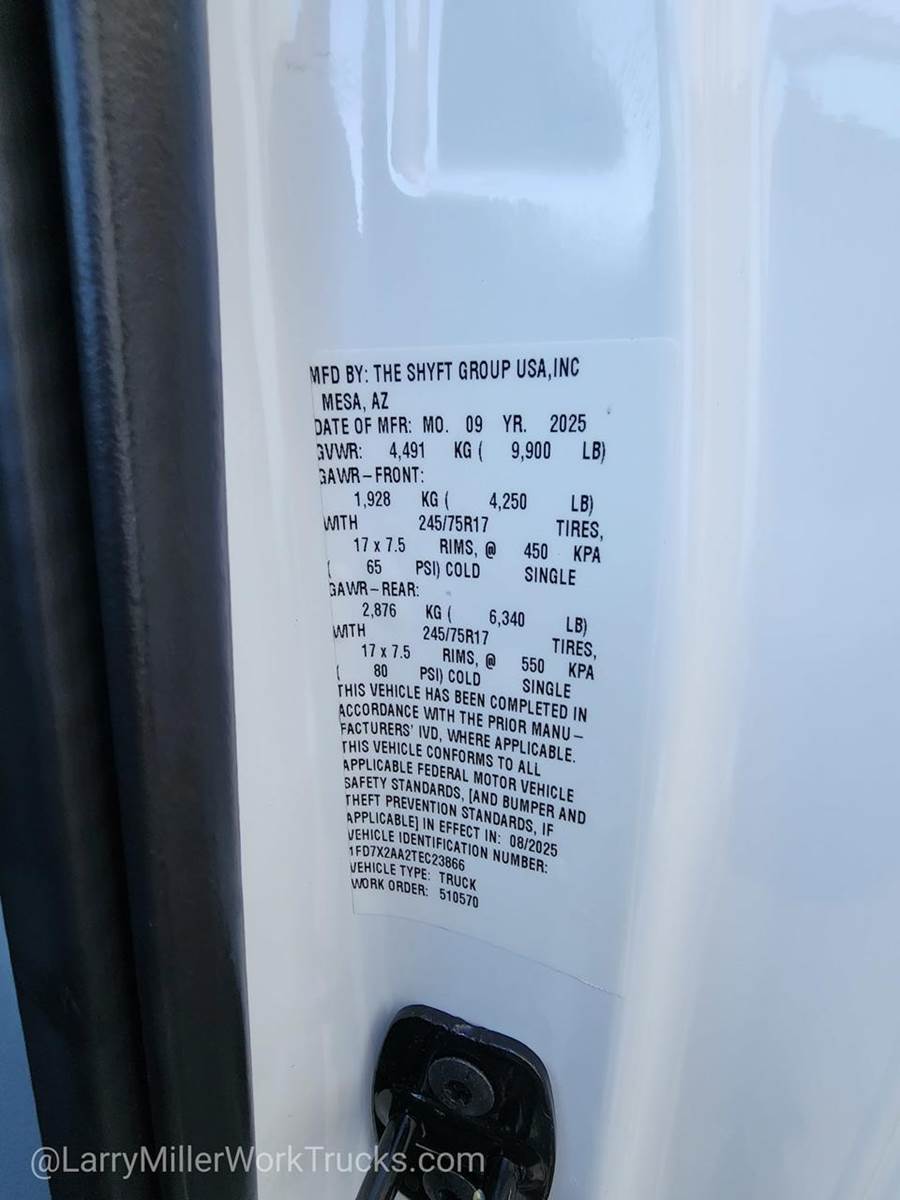 MFD BY: THE SHYFT GROUP USA,INC
MESA, AZ
DATE OF MFR: MO. 09 YR. 2025
GVWR: 4,491 KG ( 9,900 LB)
GAWR-FRONT:
1,928 KG ( 4,250 LB)
WITH 245/75R17 TIRES,
17 x 7.5 RIMS, @ 450 KPA
( 65 PSI) COLD SINGLE
GAWR-REAR:
2,876 KG ( 6,340 LB)
WITH 245/75R17 TIRES,
17 x 7.5 RIMS, @ 550 KPA
( 80 PSI) COLD SINGLE
THIS VEHICLE HAS BEEN COMPLETED IN
ACCORDANCE WITH THE PRIOR MANU-
FACTURERS' IVD, WHERE APPLICABLE.
THIS VEHICLE CONFORMS TO ALL
APPLICABLE FEDERAL MOTOR VEHICLE
SAFETY STANDARDS, [AND BUMPER AND
THEFT PREVENTION STANDARDS, IF
APPLICABLE] IN EFFECT IN: 08/2025
VEHICLE IDENTIFICATION NUMBER:
1FD7X2AA2TEC23866
VEHICLE TYPE: TRUCK
WORK ORDER: 510570
@LarryMillerWorkTrucks.com